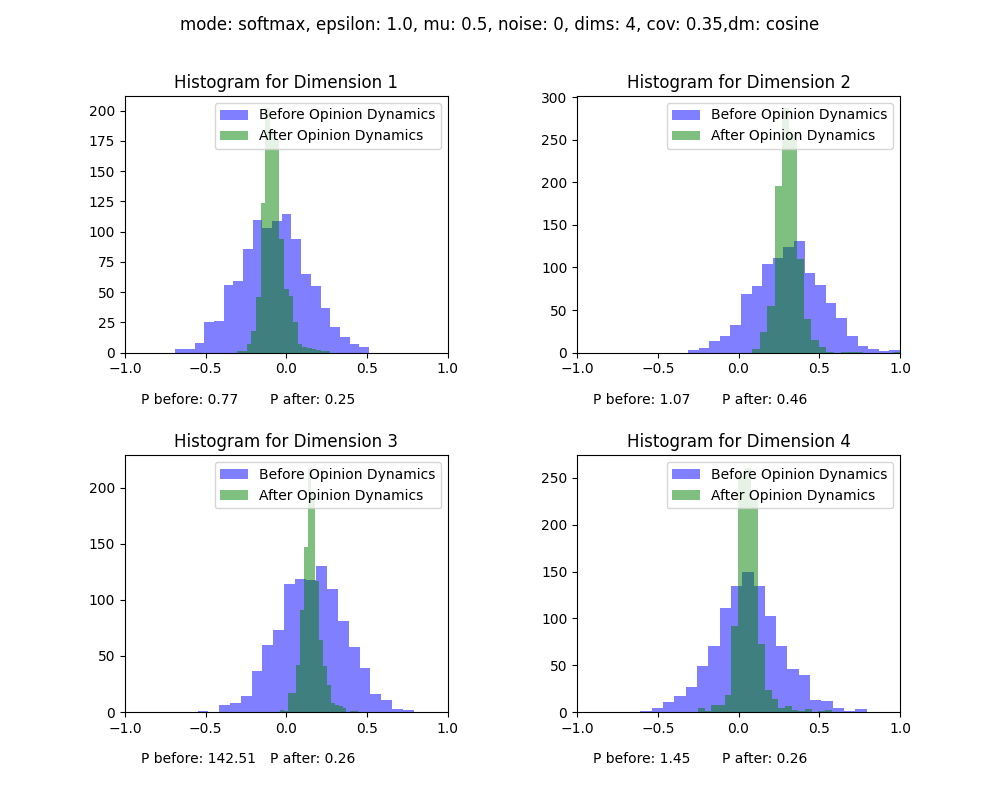 mode: softmax, epsilon: 1.0, mu: 0.5, noise: 0, dims: 4, cov: 0.35,dm: cosine
Histogram for Dimension 1
Before Opinion Dynamics
After Opinion Dynamics
200
175
150
125
100
75
50
25
0
−1.0 −0.5 0.0 0.5 1.0
P before: 0.77 P after: 0.25
Histogram for Dimension 2
Before Opinion Dynamics
After Opinion Dynamics
300
250
200
150
100
50
0
−1.0 −0.5 0.0 0.5 1.0
P before: 1.07 P after: 0.46
Histogram for Dimension 3
Before Opinion Dynamics
After Opinion Dynamics
200
150
100
50
0
−1.0 −0.5 0.0 0.5 1.0
P before: 142.51 P after: 0.26
Histogram for Dimension 4
Before Opinion Dynamics
After Opinion Dynamics
250
200
150
100
50
0
−1.0 −0.5 0.0 0.5 1.0
P before: 1.45 P after: 0.26